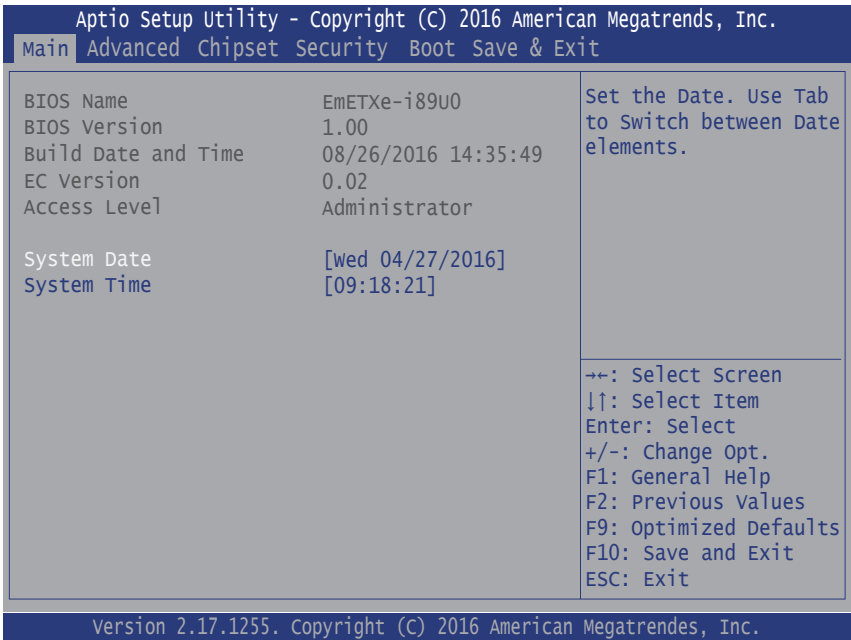 Aptio Setup Utility - Copyright (C) 2016 American Megatrends, Inc.
Main Advanced Chipset Security Boot Save & Exit
BIOS Name EmETXe-i89U0
BIOS Version 1.00
Build Date and Time 08/26/2016 14:35:49
EC Version 0.02
Access Level Administrator
System Date [Wed 04/27/2016]
System Time [09:18:21]
Set the Date. Use Tab
to Switch between Date
elements.
→←: Select Screen
↓↑: Select Item
Enter: Select
+/-: Change Opt.
F1: General Help
F2: Previous Values
F9: Optimized Defaults
F10: Save and Exit
ESC: Exit
Version 2.17.1255. Copyright (C) 2016 American Megatrendes, Inc.